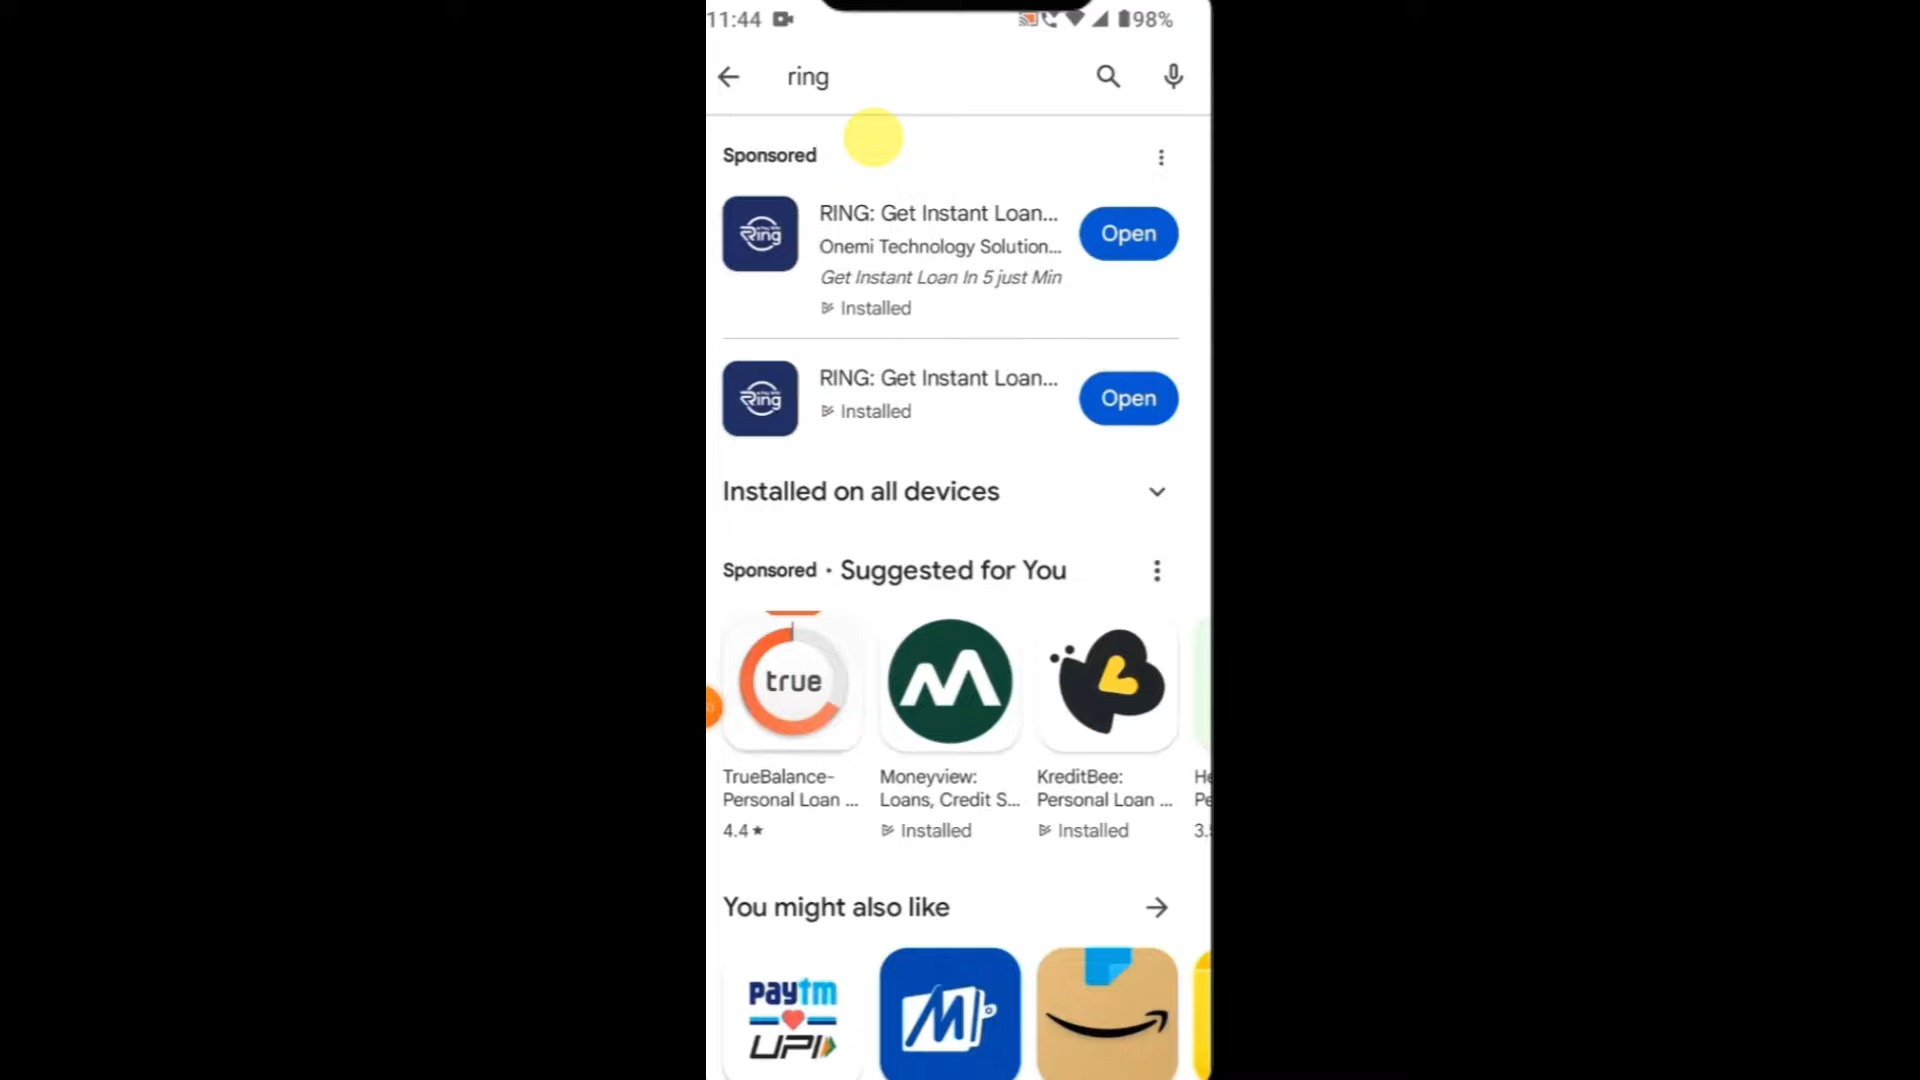 11:44
98%
ring
Sponsored
Ring
RING: Get Instant Loan...
Onemi Technology Solution...
Get Instant Loan In 5 just Min
Installed
Open
Ring
RING: Get Instant Loan...
Installed
Open
Installed on all devices
Sponsored • Suggested for You
true
TrueBalance-
Personal Loan ...
4.4★
Moneyview:
Loans, Credit S...
Installed
KreditBee:
Personal Loan ...
Installed
He
Pe
3.
You might also like
paytm
UPI
M